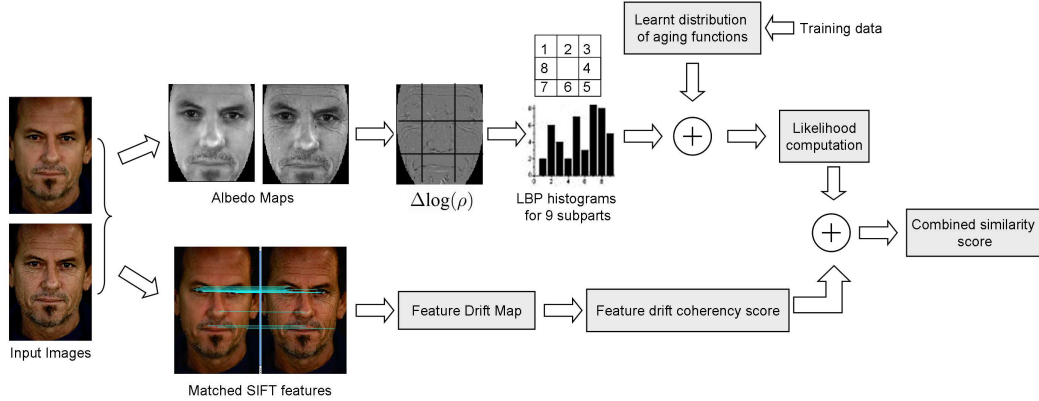 Learnt distribution
of aging functions
Training data
1 2 3
8 4
7 6 5
Likelihood
computation
Albedo Maps
Δlog(ρ)
LBP histograms
for 9 subparts
Combined similarity
score
Feature Drift Map
Feature drift coherency score
Input Images
Matched SIFT features